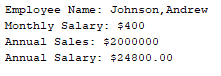 Employee Name: Johnson,Andrew
Monthly Salary: $400
Annual Sales: $2000000
Annual Salary: $24800.00